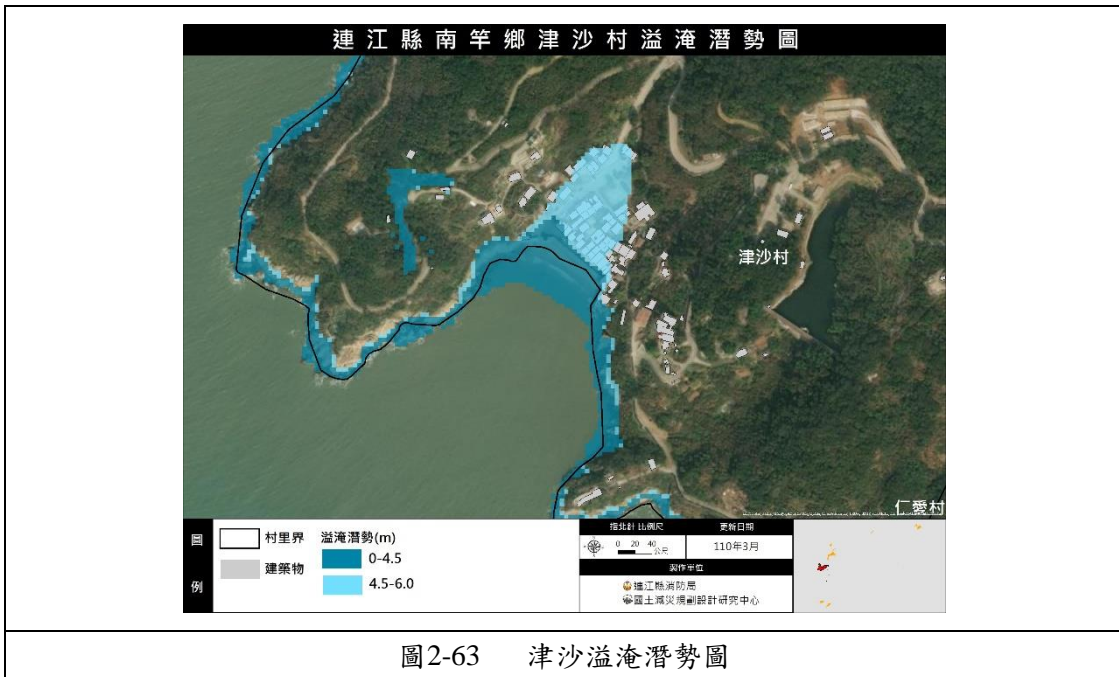 連江縣南竿鄉津沙村溢淹潛勢圖
津沙村
仁愛村
圖例
村里界
建築物
溢淹潛勢(m)
0-4.5
4.5-6.0
指北針 比例尺
0 20 40
公尺
更新日期
110年3月
製作單位
連江縣消防局
國土減災規劃設計研究中心
圖2-63 津沙溢淹潛勢圖